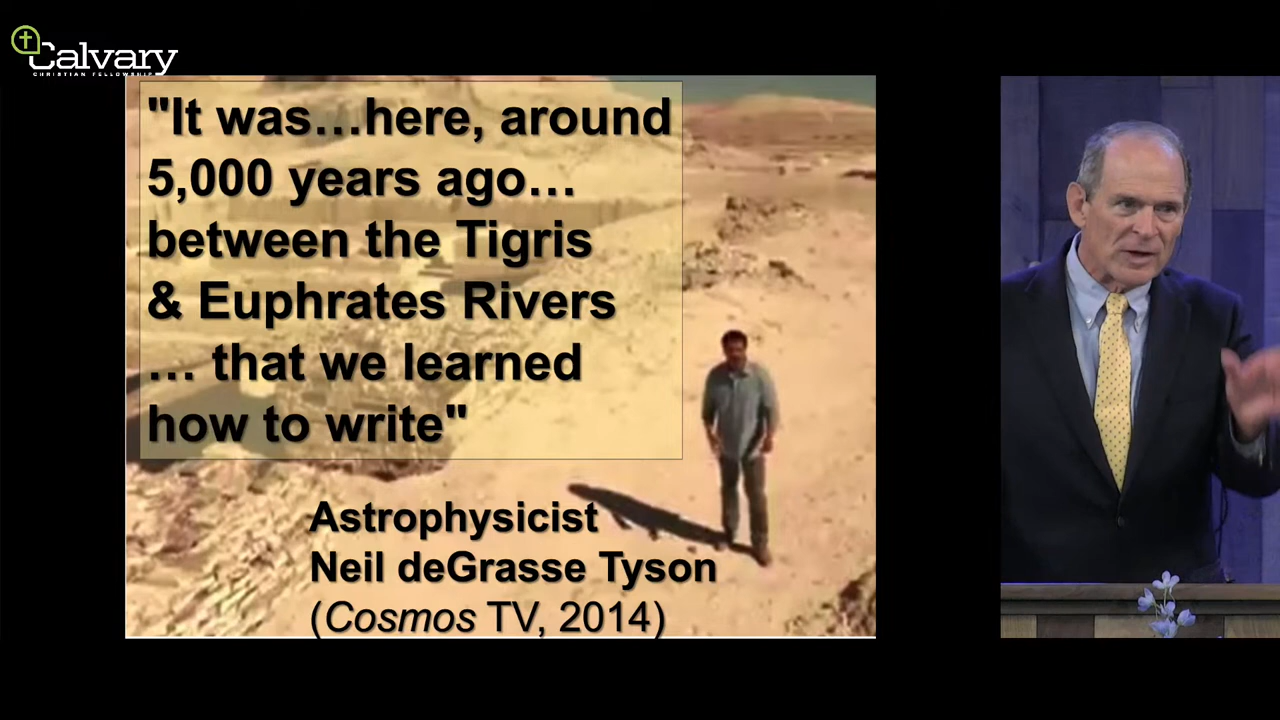 Calvary
CHRISTIAN FELLOWSHIP
"It was…here, around
5,000 years ago…
between the Tigris
& Euphrates Rivers
… that we learned
how to write"
Astrophysicist
Neil deGrasse Tyson
(Cosmos TV, 2014)